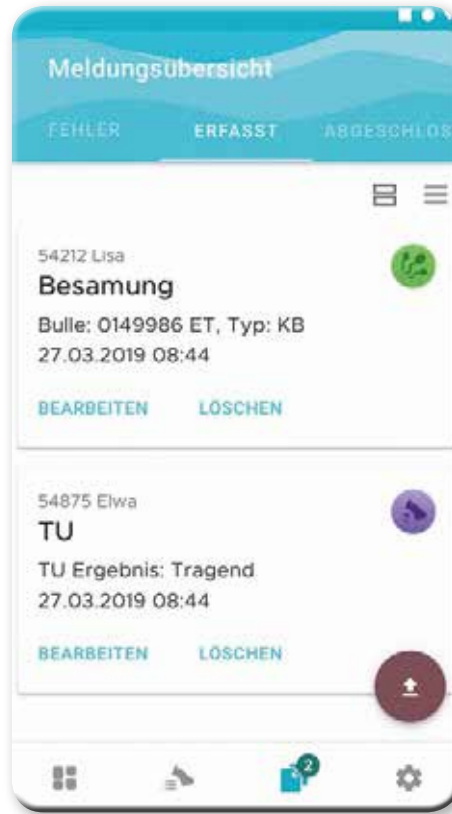 Meldungsübersicht
FEHLER ERFASST ABGESCHLOS
54212 Lisa
Besamung
Bulle: 0149986 ET, Typ: KB
27.03.2019 08:44
BEARBEITEN LÖSCHEN
54875 Elwa
TU
TU Ergebnis: Tragend
27.03.2019 08:44
BEARBEITEN LÖSCHEN
2